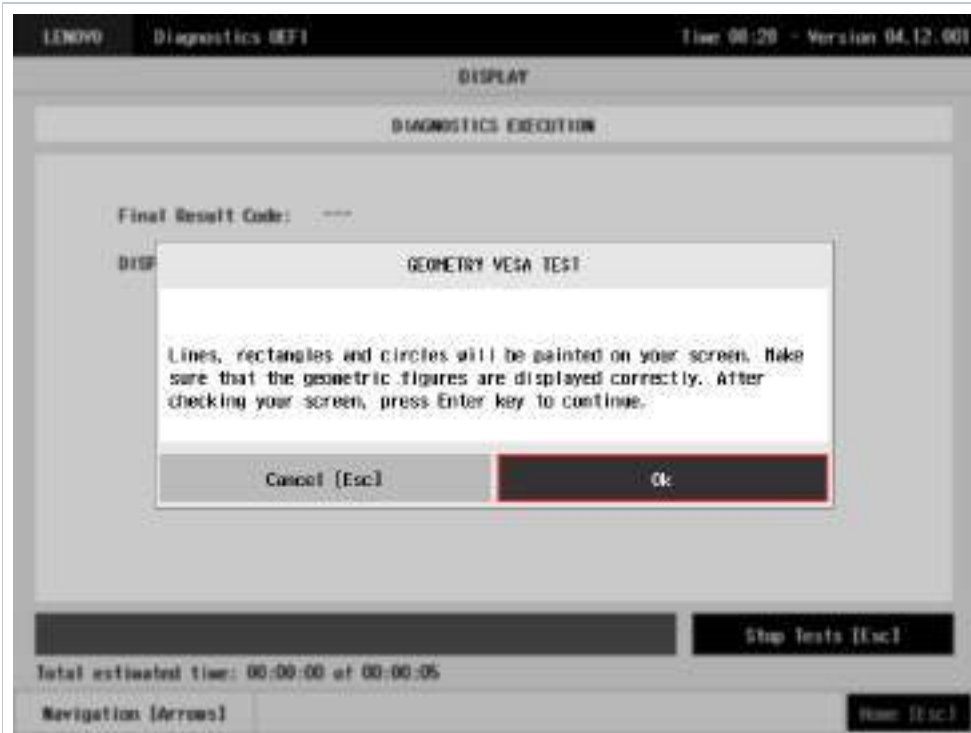 LENOVO Diagnostics UEFI Time 08:20 - Version 04.12.001
DISPLAY
DIAGNOSTICS EXECUTION
Final Result Code: ---
DISP
GEOMETRY VESA TEST
Lines, rectangles and circles will be painted on your screen. Make
sure that the geometric figures are displayed correctly. After
checking your screen, press Enter key to continue.
Cancel [Esc] Ok
Stop Tests [Esc]
Total estimated time: 00:00:00 of 00:00:05
Navigation [Arrows] Home [Esc]